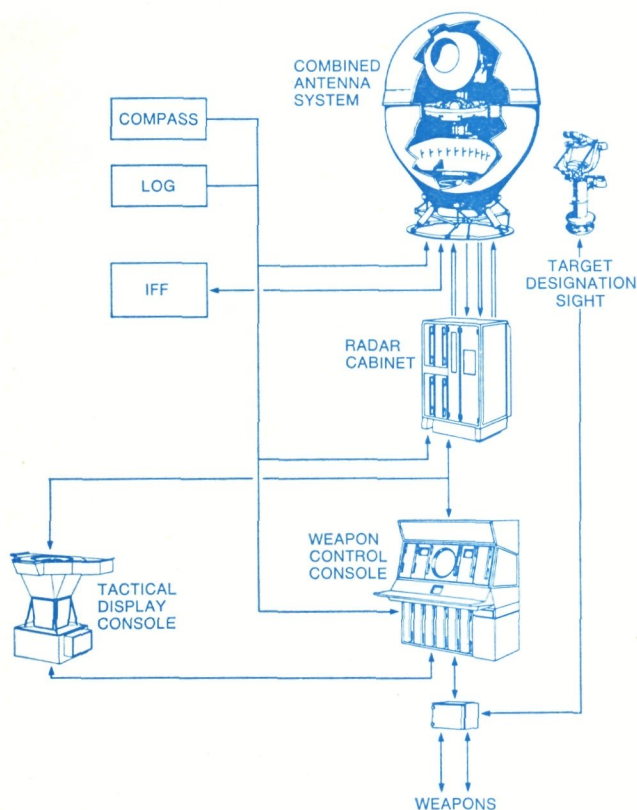 COMBINED
ANTENNA
SYSTEM
COMPASS
LOG
IFF
TARGET
DESIGNATION
SIGHT
RADAR
CABINET
WEAPON
CONTROL
CONSOLE
TACTICAL
DISPLAY
CONSOLE
WEAPONS